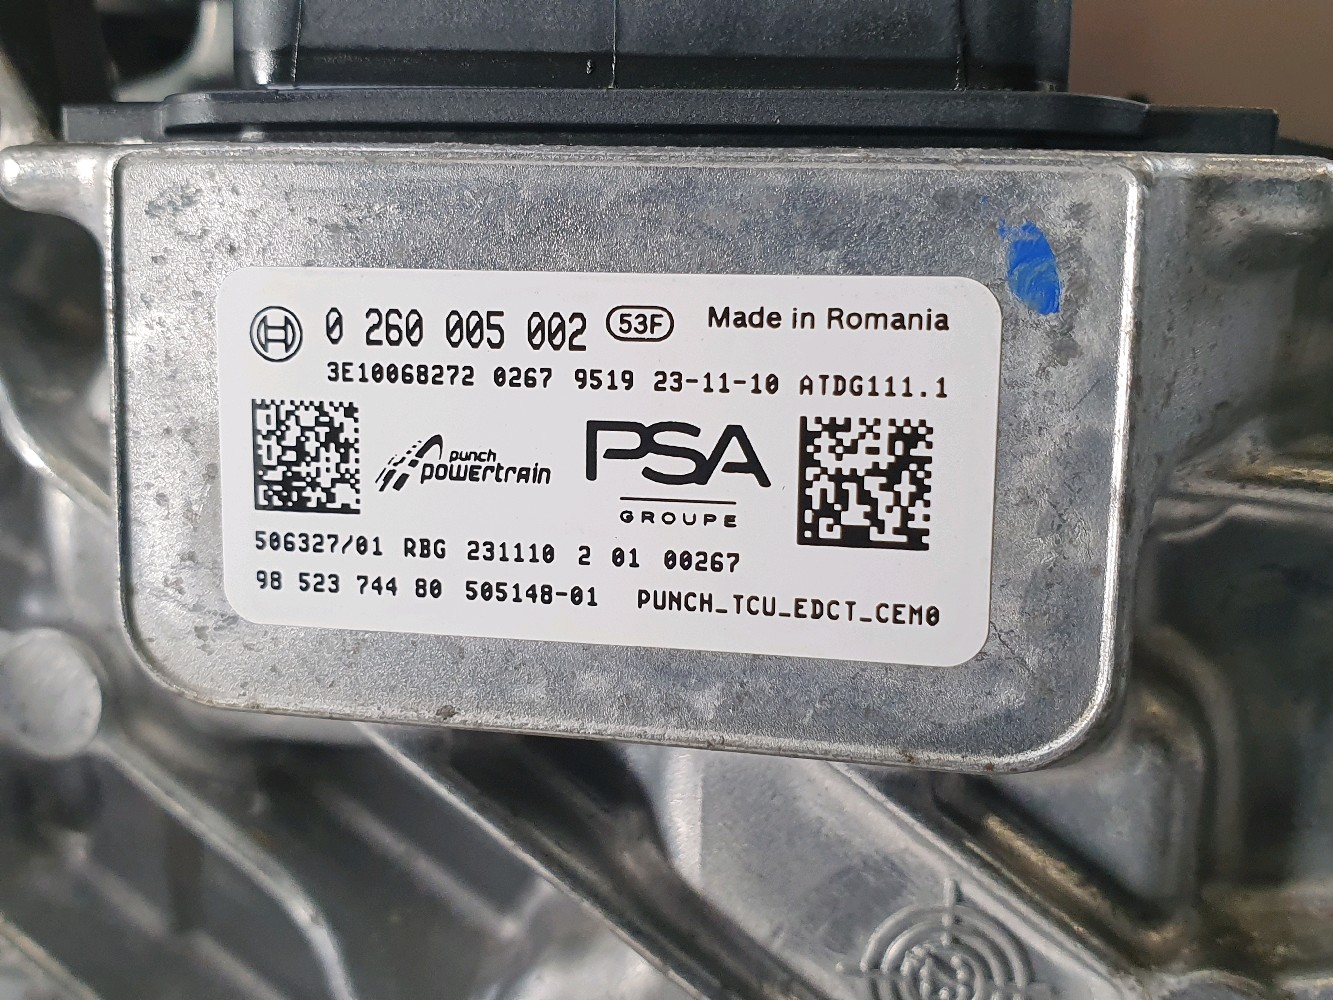 0 260 005 002 53F Made in Romania
3E10068272 0267 9519 23-11-10 ATDG111.1
punch
powertrain
PSA
GROUPE
506327/01 RBG 231110 2 01 00267
98 523 744 80 505148-01 PUNCH_TCU_EDCT_CEM0